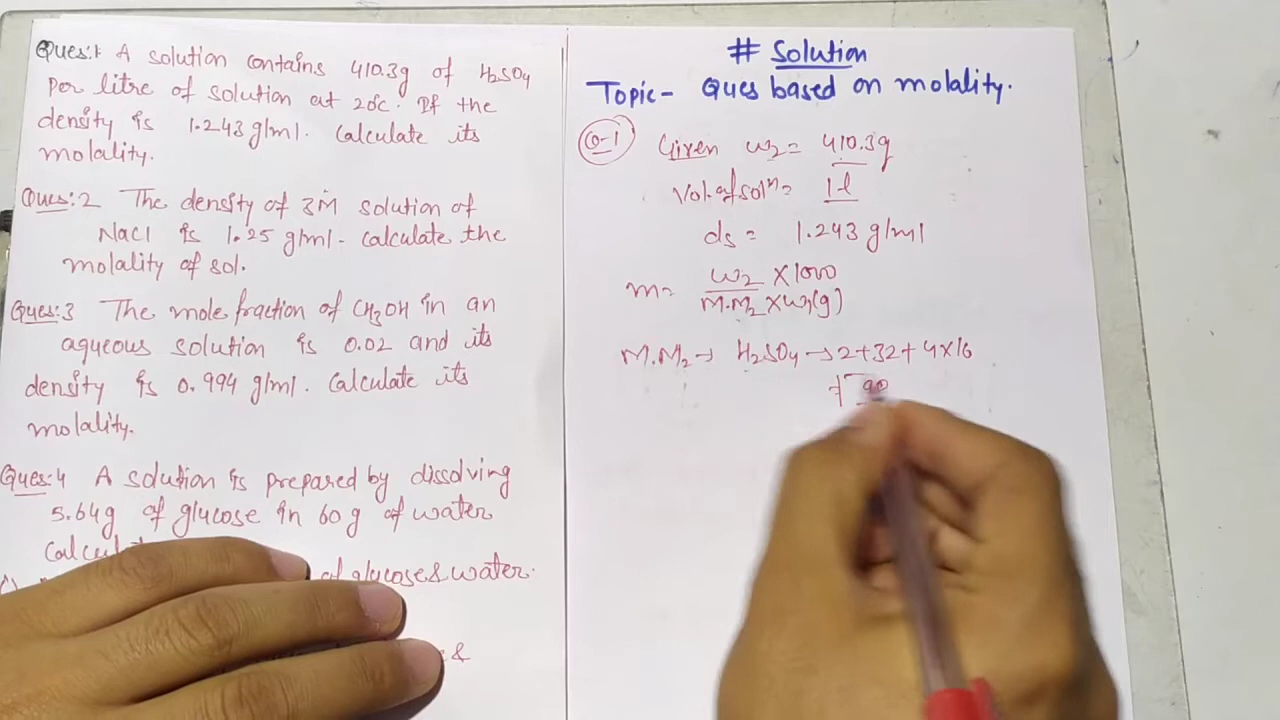 Ques:1 A solution contains 410.3g of H₂SO₄
Per litre of solution at 20°C. If the
density is 1.243 g/ml. Calculate its
molality.
Ques:2 The density of 3M solution of
NaCl is 1.25 g/ml. Calculate the
molality of sol.
Ques:3 The mole fraction of CH₃OH in an
aqueous solution is 0.02 and its
density is 0.994 g/ml. Calculate its
molality.
Ques:4 A solution is prepared by dissolving
5.64g of glucose in 60g of water
of glucose & water.
&
# Solution
Topic- Ques based on molality.
Q-1 Given w₂ = 410.3g
Vol. of solⁿ = 1l
ds = 1.243 g/ml
m = w₂ × 1000
M.M₂ × w₁(g)
M.M₂ → H₂SO₄ → 2+32+4×16